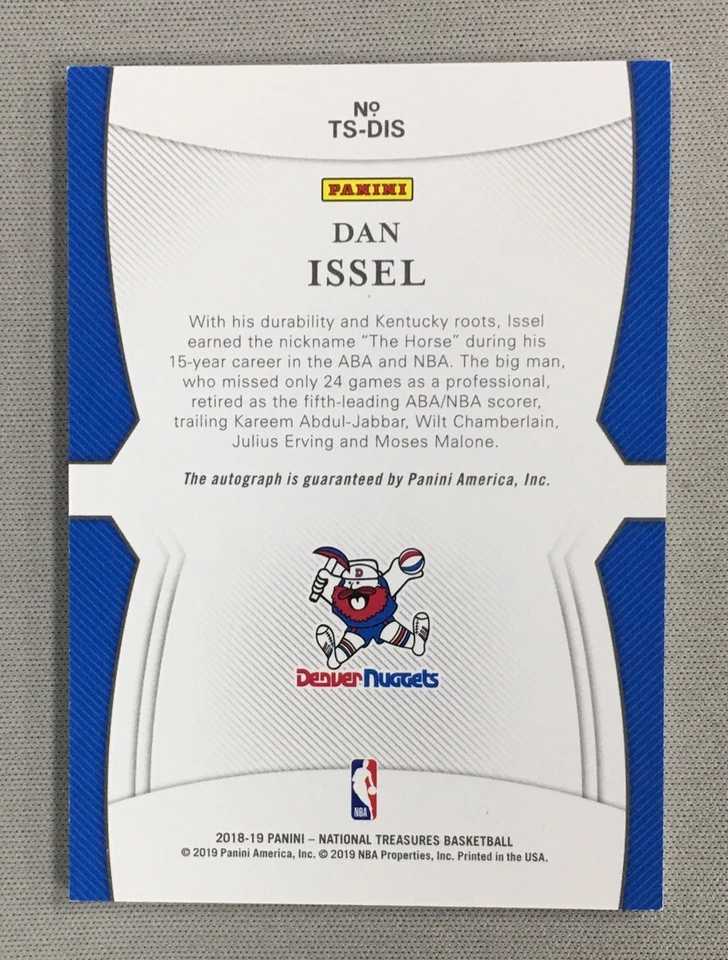 Nº
TS-DIS
PANINI
DAN
ISSEL
With his durability and Kentucky roots, Issel
earned the nickname “The Horse” during his
15-year career in the ABA and NBA. The big man,
who missed only 24 games as a professional,
retired as the fifth-leading ABA/NBA scorer,
trailing Kareem Abdul-Jabbar, Wilt Chamberlain,
Julius Erving and Moses Malone.
The autograph is guaranteed by Panini America, Inc.
D
Denver Nuggets
NBA
2018-19 PANINI – NATIONAL TREASURES BASKETBALL
© 2019 Panini America, Inc. © 2019 NBA Properties, Inc. Printed in the USA.